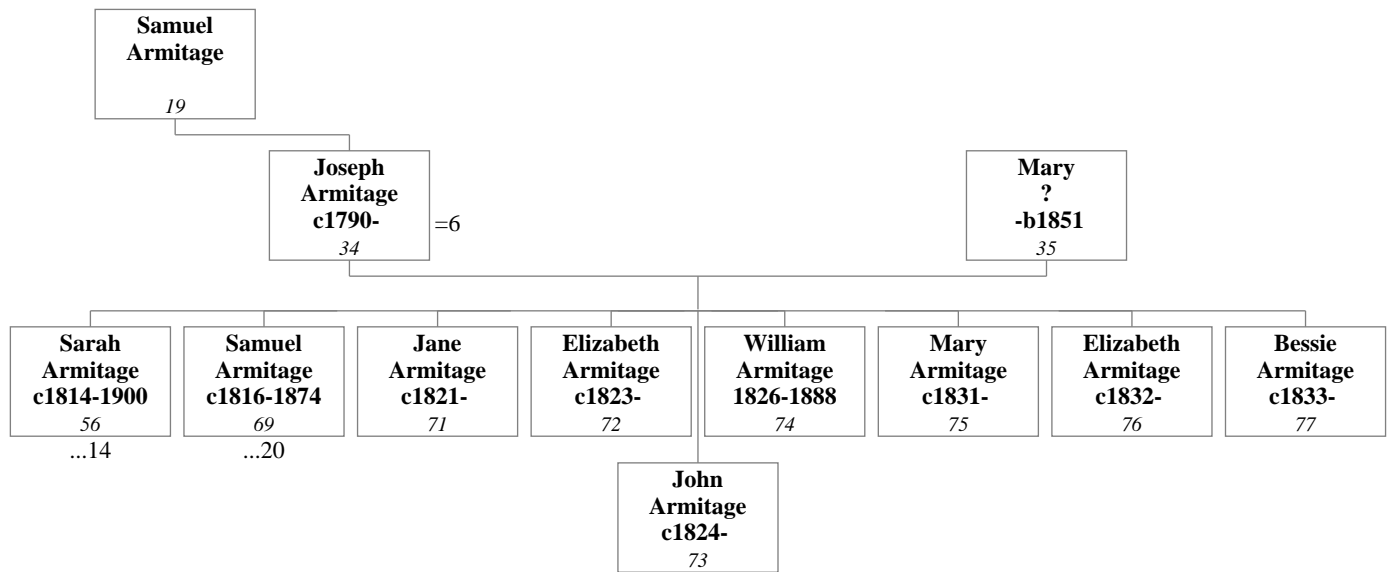 Samuel
Armitage
19
Joseph
Armitage
c1790-
34
=6
Mary
?
-b1851
35
Sarah
Armitage
c1814-1900
56
...14
Samuel
Armitage
c1816-1874
69
...20
Jane
Armitage
c1821-
71
Elizabeth
Armitage
c1823-
72
William
Armitage
1826-1888
74
Mary
Armitage
c1831-
75
Elizabeth
Armitage
c1832-
76
Bessie
Armitage
c1833-
77
John
Armitage
c1824-
73